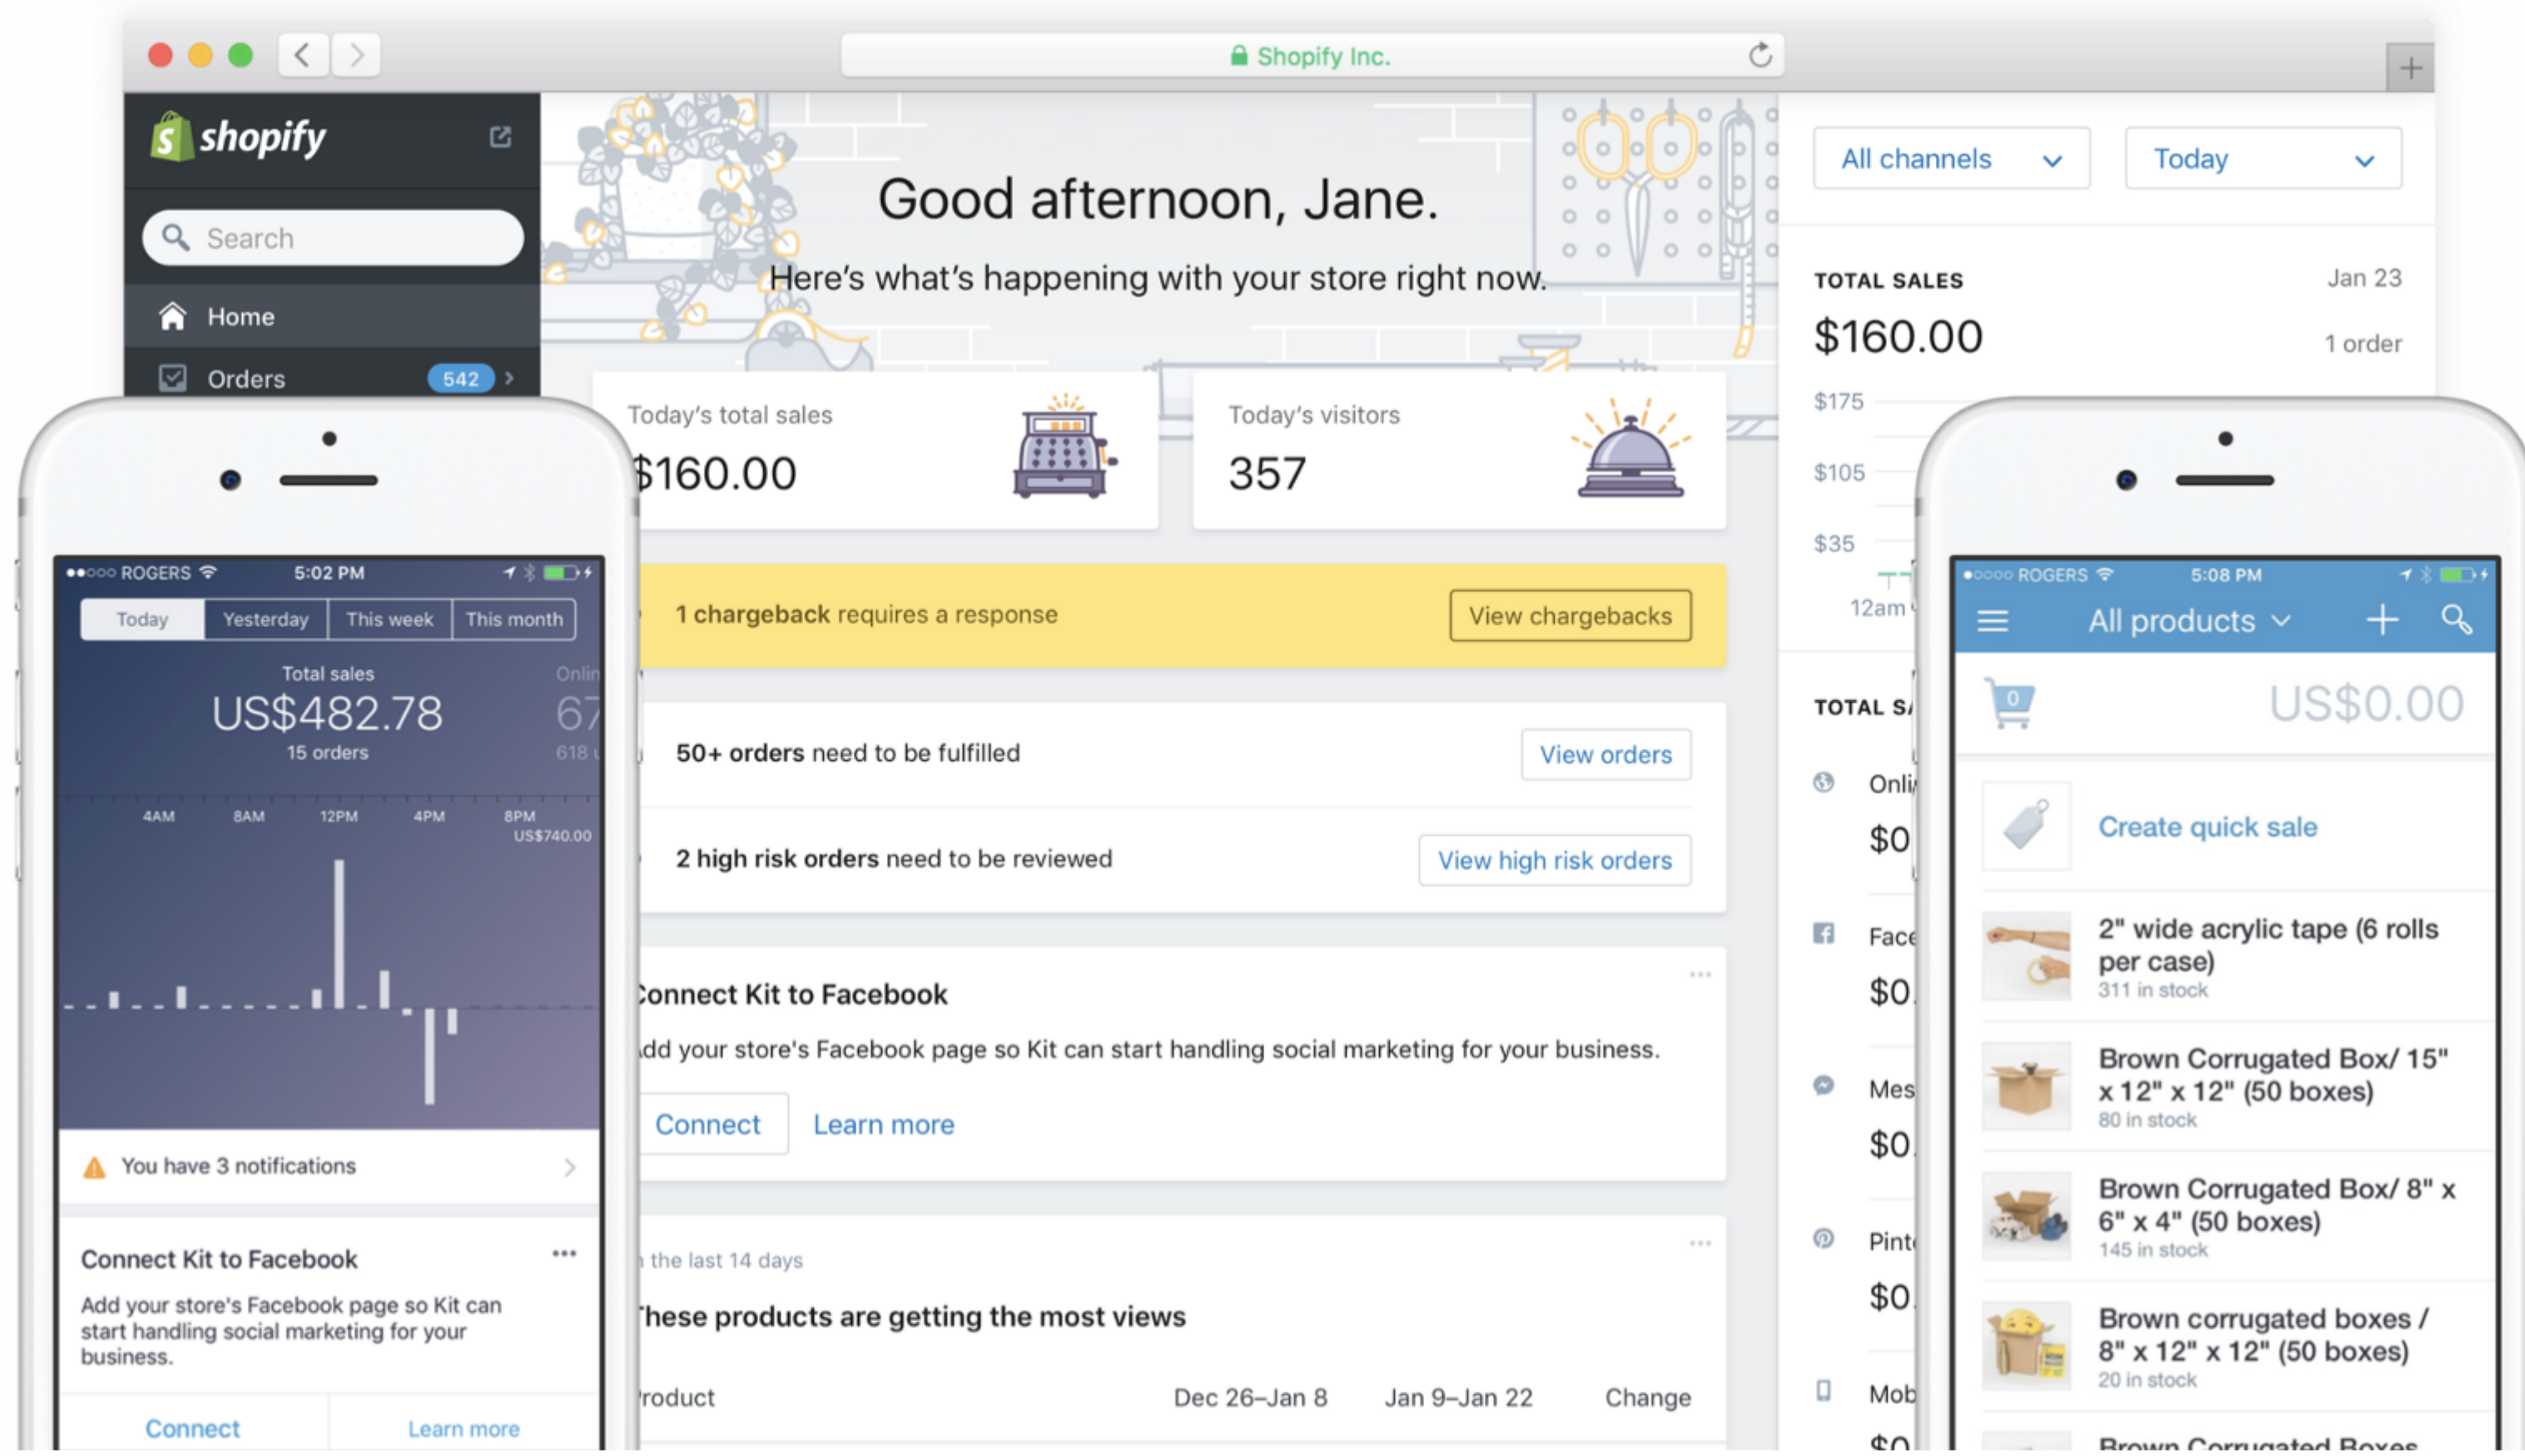 Shopify Inc.
shopify
Search
Home
Orders 542
Good afternoon, Jane.
Here's what's happening with your store right now.
Today's total sales
$160.00
Today's visitors
357
1 chargeback requires a response
View chargebacks
50+ orders need to be fulfilled
View orders
2 high risk orders need to be reviewed
View high risk orders
Connect Kit to Facebook
your store's Facebook page so Kit can start handling social marketing for your business.
Connect Learn more
the last 14 days
These products are getting the most views
Product Dec 26–Jan 8 Jan 9–Jan 22 Change
All channels Today
TOTAL SALES Jan 23
$160.00 1 order
$175
$105
$35
12am
TOTAL
$0
$0.
$0.
$0.
$0
ROGERS 5:02 PM
Today Yesterday This week This month
Total sales
US$482.78
15 orders
67
618
4AM 8AM 12PM 4PM 8PM
US$740.00
You have 3 notifications
Connect Kit to Facebook
Add your store's Facebook page so Kit can
start handling social marketing for your
business.
Connect Learn more
ROGERS 5:08 PM
All products
0 US$0.00
Create quick sale
2" wide acrylic tape (6 rolls
per case)
311 in stock
Brown Corrugated Box/ 15"
x 12" x 12" (50 boxes)
80 in stock
Brown Corrugated Box/ 8" x
6" x 4" (50 boxes)
145 in stock
Brown corrugated boxes /
8" x 12" x 12" (50 boxes)
20 in stock
Brown Corrugated Boxes